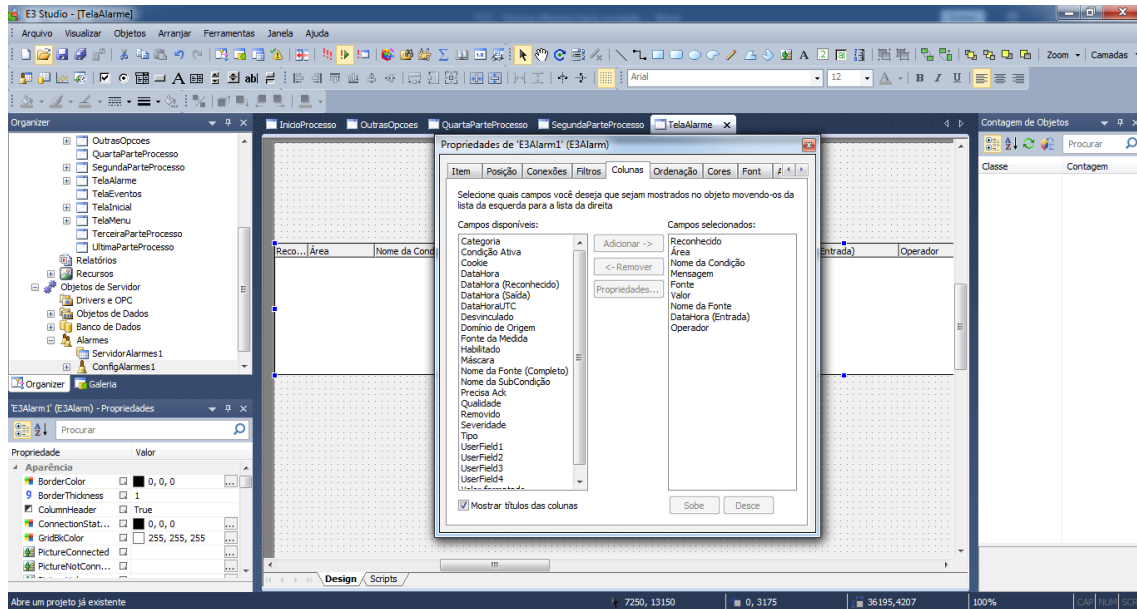 E3 Studio - [TelaAlarme]
Arquivo Visualizar Objetos Arranjar Ferramentas Janela Ajuda
Zoom Camadas
Arial 12 A B I U
Organizer
OutrasOpcoes
QuartaParteProcesso
SegundaParteProcesso
TelaAlarme
TelaEventos
TelaInicial
TelaMenu
TerceiraParteProcesso
UltimaParteProcesso
Relatórios
Recursos
Objetos de Servidor
Drivers e OPC
Objetos de Dados
Banco de Dados
Alarmes
ServidorAlarmes1
ConfigAlarmes1
Organizer Galeria
'E3Alarm1' (E3Alarm) - Propriedades
Procurar
Propriedade Valor
Aparência
BorderColor 0, 0, 0 ...
BorderThidness 1
ColumnHeader True
ConnectionStat... 0, 0, 0 ...
GridBkColor 255, 255, 255 ...
PictureConnected ...
PictureNotConn... ...
InicioProcesso OutrasOpcoes QuartaParteProcesso SegundaParteProcesso TelaAlarme X
Reco... Área Nome da Cond
Entrada) Operador
Propriedades de 'E3Alarm1' (E3Alarm)
Item Posição Conexões Filtros Colunas Ordenação Cores Font
Selecione quais campos você deseja que sejam mostrados no objeto movendo-os da
lista da esquerda para a lista da direita
Campos disponíveis:
Categoria
Condição Ativa
Cookie
DataHora
DataHora (Reconhecido)
DataHora (Saída)
DataHoraUTC
Desvinculado
Domínio de Origem
Fonte da Medida
Habilitado
Máscara
Nome da Fonte (Completo)
Nome da SubCondição
Precisa Ack
Qualidade
Removido
Severidade
Tipo
UserField1
UserField2
UserField3
UserField4
Valor formatado
Adicionar ->
<- Remover
Propriedades...
Campos selecionados:
Reconhecido
Área
Nome da Condição
Mensagem
Fonte
Valor
Nome da Fonte
DataHora (Entrada)
Operador
Mostrar títulos das colunas
Sobe Desce
Design Scripts
Contagem de Objetos
Procurar
Classe Contagem
Abre um projeto já existente
7250, 13150 0, 3175 36195,4207 100% CAP NUM SCR